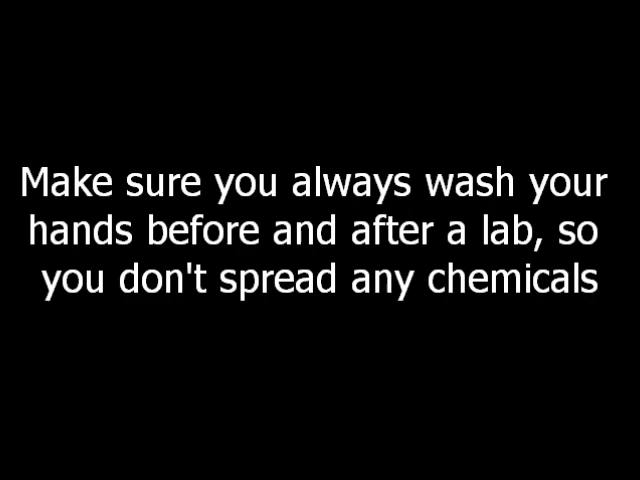 Make sure you always wash your
hands before and after a lab, so
you don't spread any chemicals